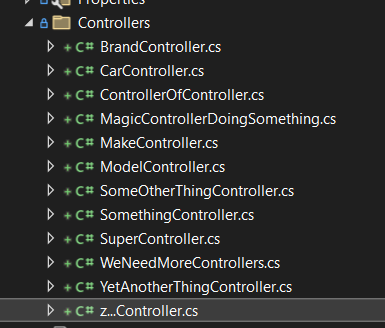 Properties
Controllers
C# BrandController.cs
C# CarController.cs
C# ControllerOfController.cs
C# MagicControllerDoingSomething.cs
C# MakeController.cs
C# ModelController.cs
C# SomeOtherThingController.cs
C# SomethingController.cs
C# SuperController.cs
C# WeNeedMoreControllers.cs
C# YetAnotherThingController.cs
C# z...Controller.cs